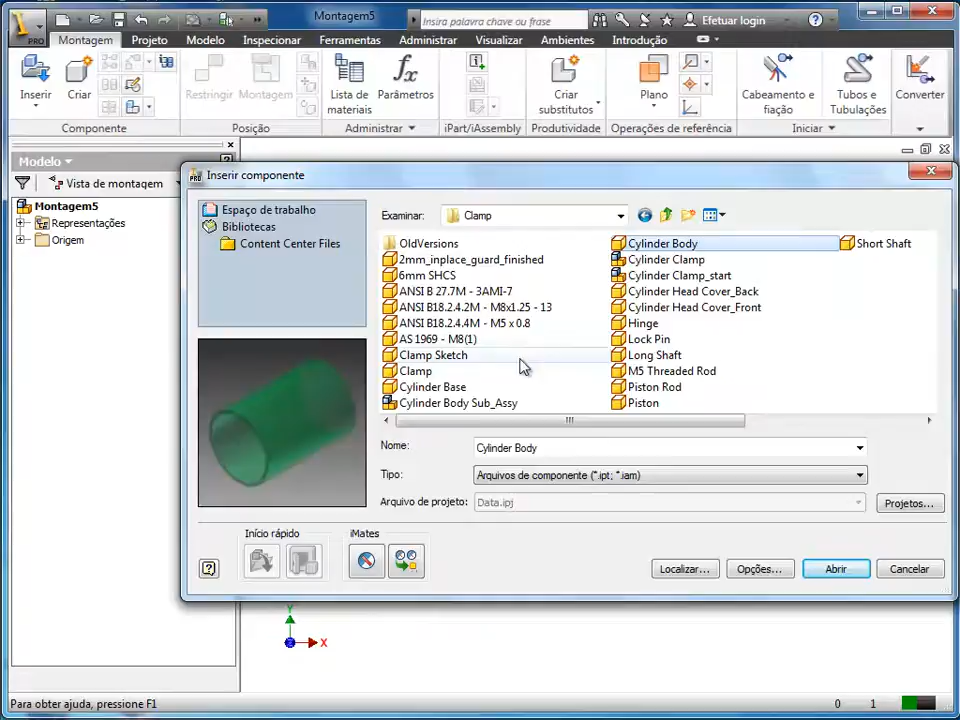 Montagem5
Insira palavra chave ou frase
Efetuar login
PRO
Montagem Projeto Modelo Inspecionar Ferramentas Administrar Visualizar Ambientes Introdução
Inserir
Criar
Restringir
Montagem
Lista de materiais
Parâmetros
Criar substitutos
Plano
Cabeamento e fiação
Tubos e Tubulações
Converter
Componente
Posição
Administrar
iPart/iAssembly
Produtividade
Operações de referência
Iniciar
Modelo
Vista de montagem
Montagem5
Representações
Origem
Inserir componente
Espaço de trabalho
Bibliotecas
Content Center Files
Examinar: Clamp
OldVersions
2mm_inplace_guard_finished
6mm SHCS
ANSI B 27.7M - 3AMI-7
ANSI B18.2.4.2M - M8x1.25 - 13
ANSI B18.2.4.4M - M5 x 0.8
AS 1969 - M8(1)
Clamp Sketch
Clamp
Cylinder Base
Cylinder Body Sub_Assy
Cylinder Body
Cylinder Clamp
Cylinder Clamp_start
Cylinder Head Cover_Back
Cylinder Head Cover_Front
Hinge
Lock Pin
Long Shaft
M5 Threaded Rod
Piston Rod
Piston
Short Shaft
Nome: Cylinder Body
Tipo: Arquivos de componente (*.ipt; *.iam)
Arquivo de projeto: Data.ipj
Projetos...
Início rápido
iMates
Localizar...
Opções...
Abrir
Cancelar
Y
X
Para obter ajuda, pressione F1
0 1